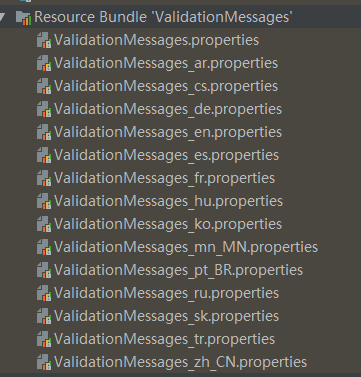 Resource Bundle 'ValidationMessages'
ValidationMessages.properties
ValidationMessages_ar.properties
ValidationMessages_cs.properties
ValidationMessages_de.properties
ValidationMessages_en.properties
ValidationMessages_es.properties
ValidationMessages_fr.properties
ValidationMessages_hu.properties
ValidationMessages_ko.properties
ValidationMessages_mn_MN.properties
ValidationMessages_pt_BR.properties
ValidationMessages_ru.properties
ValidationMessages_sk.properties
ValidationMessages_tr.properties
ValidationMessages_zh_CN.properties